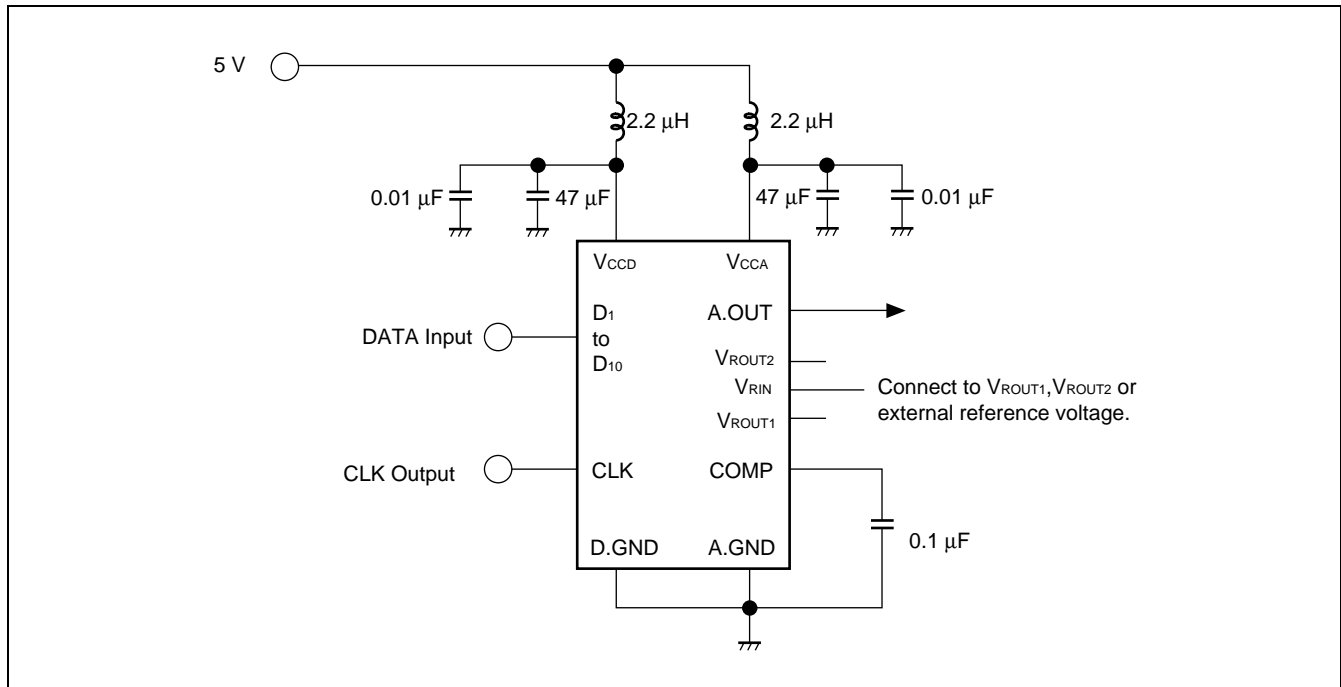 5 V
2.2 μH
2.2 μH
0.01 μF
47 μF
47 μF
0.01 μF
VCCD
VCCA
DATA Input
D1
to
D10
A.OUT
VROUT2
VRIN
VROUT1
Connect to VROUT1,VROUT2 or
external reference voltage.
CLK Output
CLK
COMP
0.1 μF
D.GND
A.GND